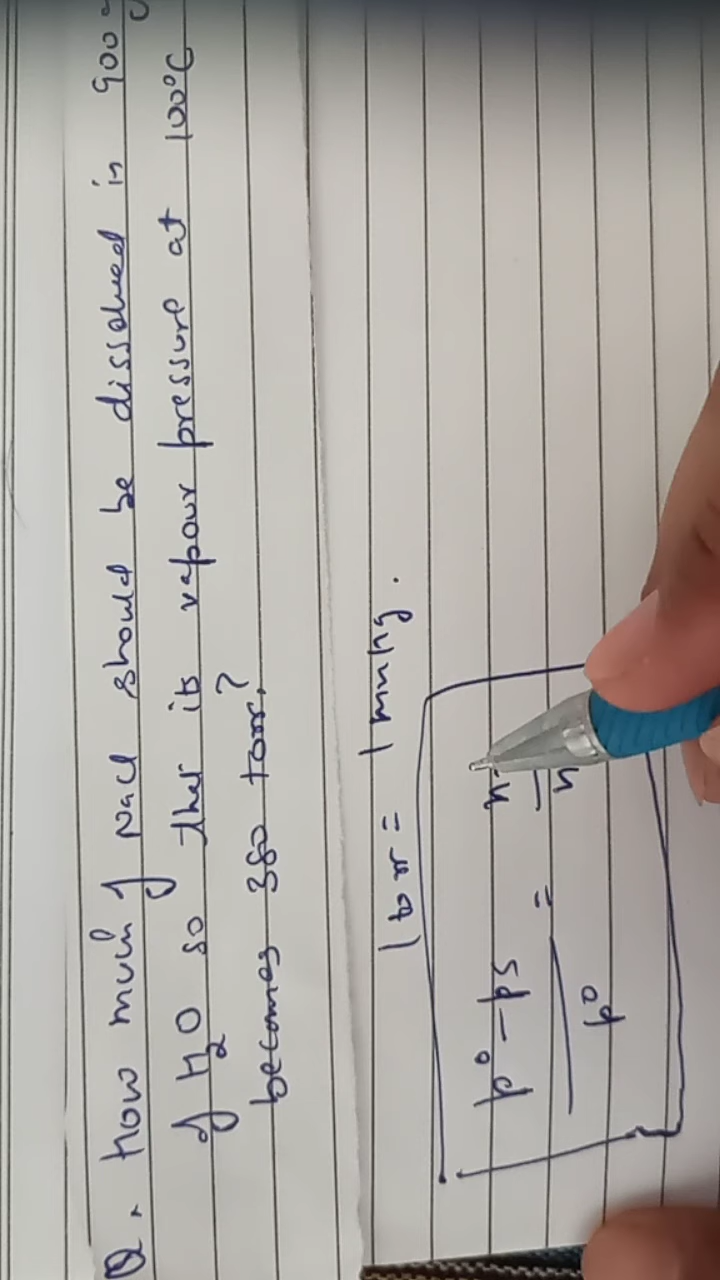 Q. How much of NaCl should be dissolved in 900
of H2O so that its vapour pressure at 100°C
becomes 380 torr?
1 torr = 1 mmHg.
p° - ps = n
p° n